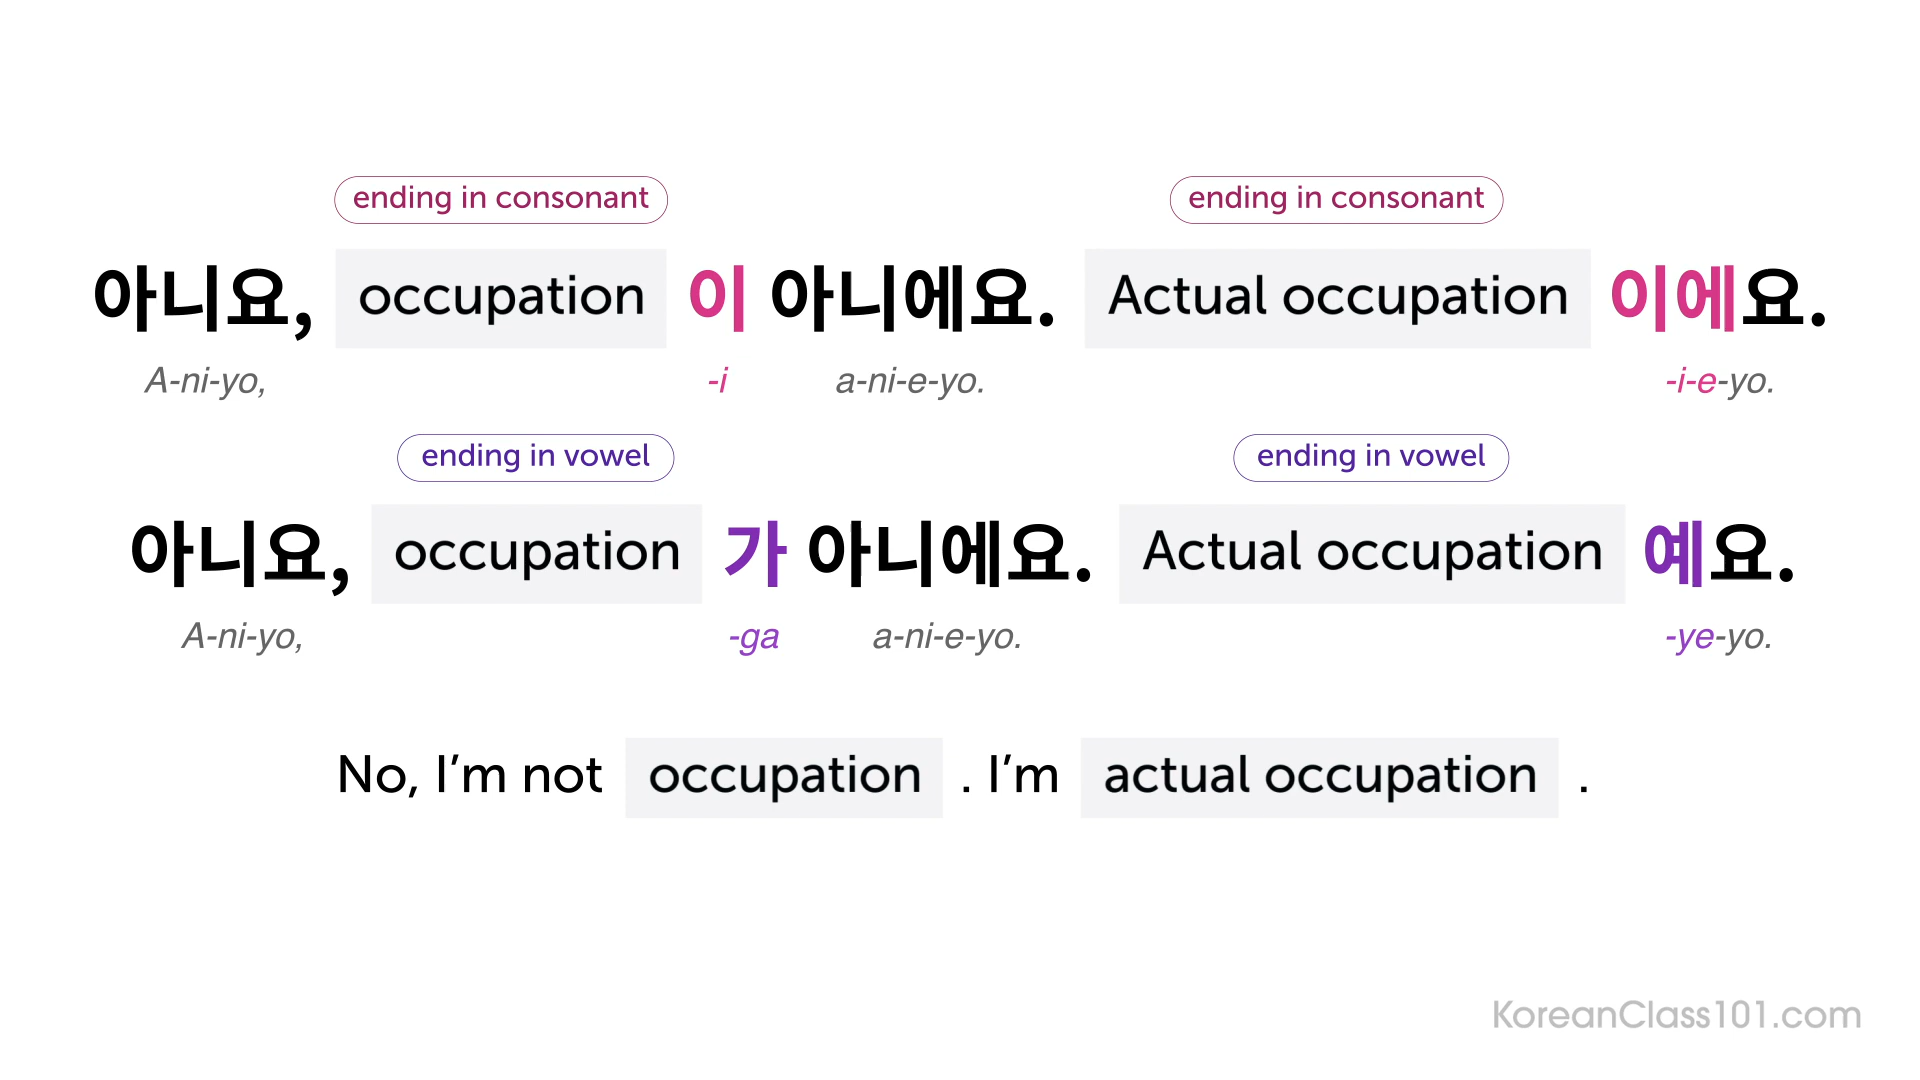 ending in consonant ending in consonant
아니요, occupation 이 아니에요. Actual occupation 이에요.
A-ni-yo, -i a-ni-e-yo. -i-e-yo.
ending in vowel ending in vowel
아니요, occupation 가 아니에요. Actual occupation 예요.
A-ni-yo, -ga a-ni-e-yo. -ye-yo.
No, I’m not occupation . I’m actual occupation .
KoreanClass101.com